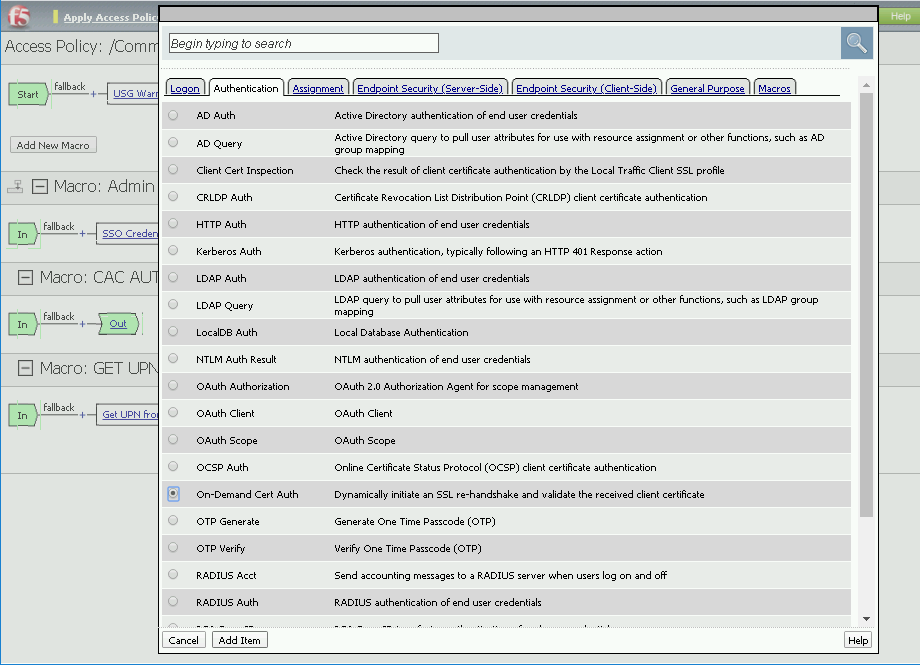 f5
Apply Access Polic
Help
Access Policy: /Comm
Start
fallback
+
USG Warn
Add New Macro
Macro: Admin
In
fallback
+
SSO Creden
Macro: CAC AUT
In
fallback
+
Out
Macro: GET UPN
In
fallback
+
Get UPN fro
Begin typing to search
Logon Authentication Assignment Endpoint Security (Server-Side) Endpoint Security (Client-Side) General Purpose Macros
AD Auth Active Directory authentication of end user credentials
AD Query Active Directory query to pull user attributes for use with resource assignment or other functions, such as AD
group mapping
Client Cert Inspection Check the result of client certificate authentication by the Local Traffic Client SSL profile
CRLDP Auth Certificate Revocation List Distribution Point (CRLDP) client certificate authentication
HTTP Auth HTTP authentication of end user credentials
Kerberos Auth Kerberos authentication, typically following an HTTP 401 Response action
LDAP Auth LDAP authentication of end user credentials
LDAP Query LDAP query to pull user attributes for use with resource assignment or other functions, such as LDAP group
mapping
LocalDB Auth Local Database Authentication
NTLM Auth Result NTLM authentication of end user credentials
OAuth Authorization OAuth 2.0 Authorization Agent for scope management
OAuth Client OAuth Client
OAuth Scope OAuth Scope
OCSP Auth Online Certificate Status Protocol (OCSP) client certificate authentication
On-Demand Cert Auth Dynamically initiate an SSL re-handshake and validate the received client certificate
OTP Generate Generate One Time Passcode (OTP)
OTP Verify Verify One Time Passcode (OTP)
RADIUS Acct Send accounting messages to a RADIUS server when users log on and off
RADIUS Auth RADIUS authentication of end user credentials
Cancel Add Item Help